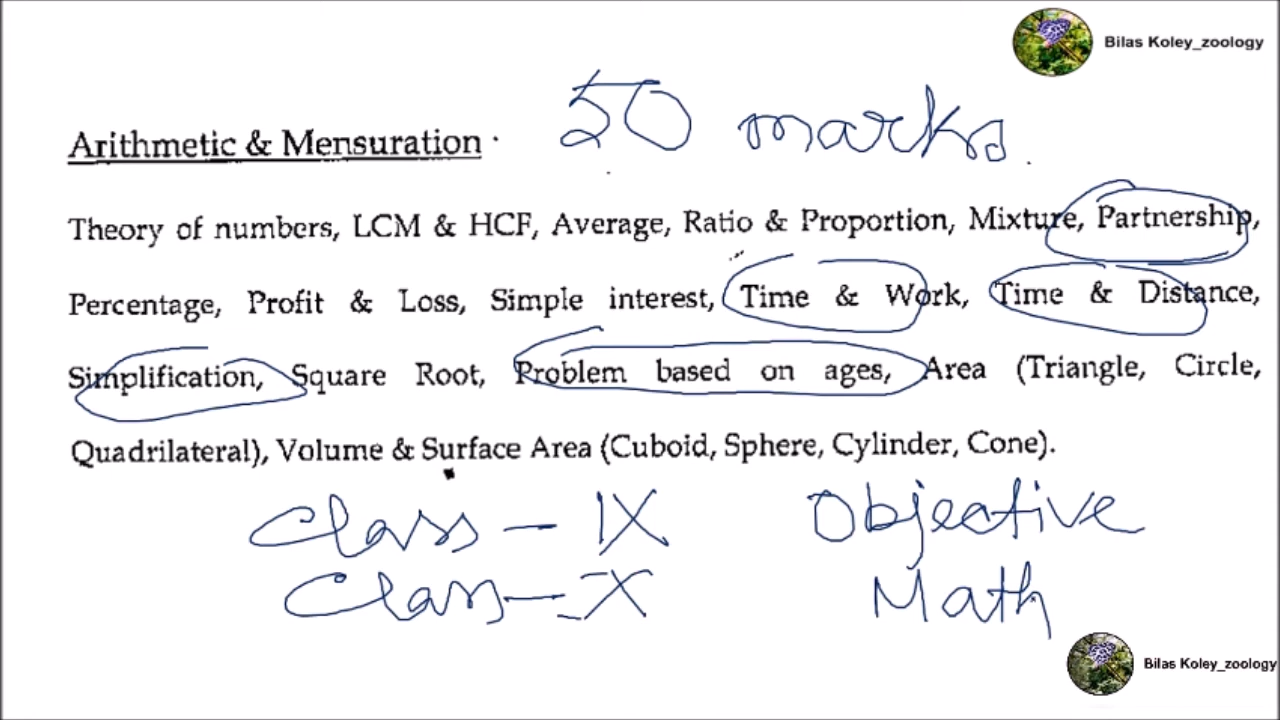 Bilas Koley_zoology
Arithmetic & Mensuration 50 marks.
Theory of numbers, LCM & HCF, Average, Ratio & Proportion, Mixture, Partnership,
Percentage, Profit & Loss, Simple interest, Time & Work, Time & Distance,
Simplification, Square Root, Problem based on ages, Area (Triangle, Circle,
Quadrilateral), Volume & Surface Area (Cuboid, Sphere, Cylinder, Cone).
Class - IX Objective
Class - X Math
Bilas Koley_zoology